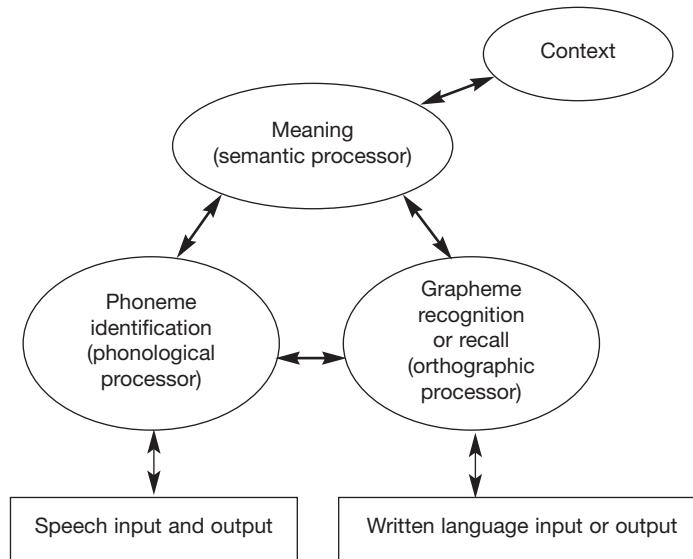 Context
Meaning
(semantic processor)
Phoneme
identification
(phonological
processor)
Grapheme
recognition
or recall
(orthographic
processor)
Speech input and output
Written language input or output